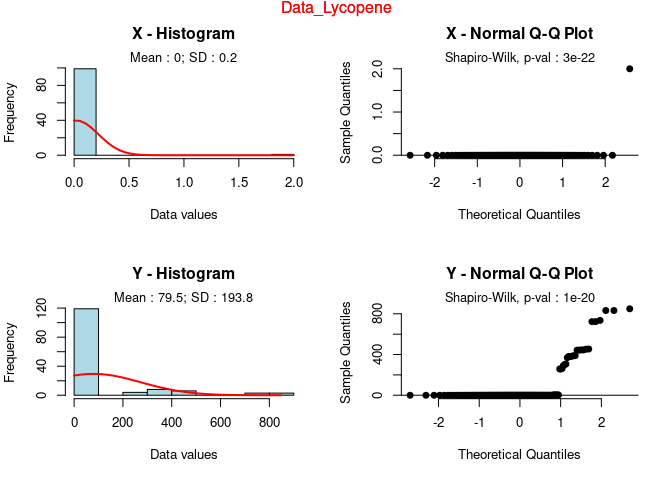 Data_Lycopene
X - Histogram
Mean : 0; SD : 0.2
Frequency
0 40 80
0.0 0.5 1.0 1.5 2.0
Data values
X - Normal Q-Q Plot
Shapiro-Wilk, p-val : 3e-22
Sample Quantiles
0.0 1.0 2.0
-2 -1 0 1 2
Theoretical Quantiles
Y - Histogram
Mean : 79.5; SD : 193.8
Frequency
0 40 80 120
0 200 400 600 800
Data values
Y - Normal Q-Q Plot
Shapiro-Wilk, p-val : 1e-20
Sample Quantiles
0 400 800
-2 -1 0 1 2
Theoretical Quantiles